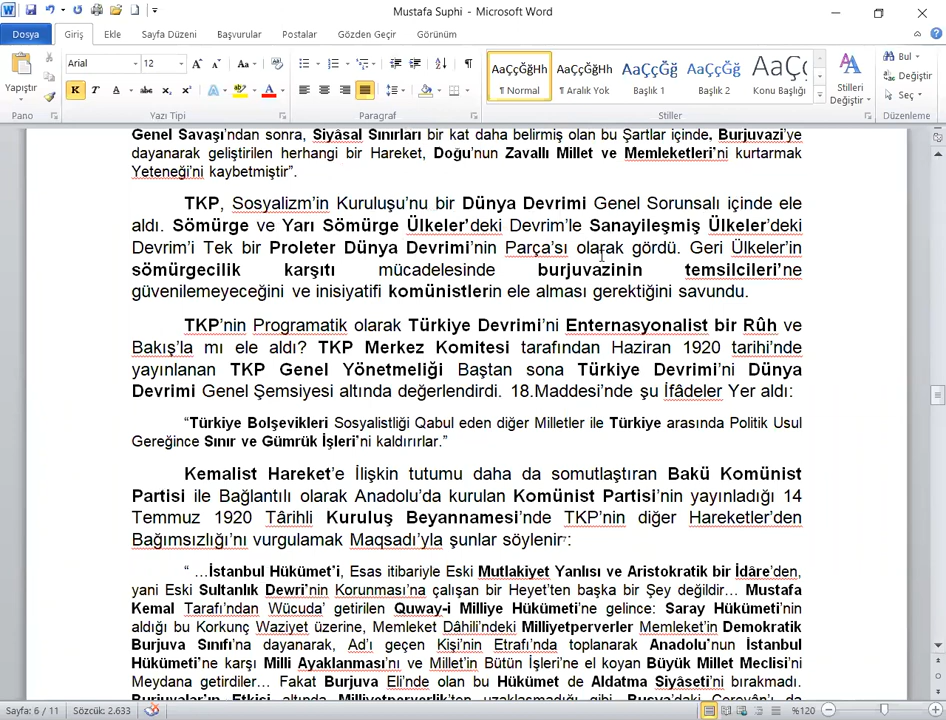 Mustafa Suphi - Microsoft Word
Dosya Giriş Ekle Sayfa Düzeni Başvurular Postalar Gözden Geçir Görünüm
Arial 12
Yapıştır
AaÇçĞğHh AaÇçĞğHh AaÇçĞğ AaÇçĞğ AaÇç
¶ Normal ¶ Aralık Yok Başlık 1 Başlık 2 Konu Başlığı
Stilleri Değiştir
Bul
Değiştir
Seç
Pano Yazı Tipi Paragraf Stiller Düzenleme
Genel Savaşı’ndan sonra, Siyâsal Sınırları bir kat daha belirmiş olan bu Şartlar içinde, Burjuvazi’ye
dayanarak geliştirilen herhangi bir Hareket, Doğu’nun Zavallı Millet ve Memleketleri’ni kurtarmak
Yeteneği’ni kaybetmiştir”.
TKP, Sosyalizm’in Kuruluşu’nu bir Dünya Devrimi Genel Sorunsalı içinde ele
aldı. Sömürge ve Yarı Sömürge Ülkeler’deki Devrim’le Sanayileşmiş Ülkeler’deki
Devrim’i Tek bir Proleter Dünya Devrimi’nin Parça’sı olarak gördü. Geri Ülkeler’in
sömürgecilik karşıtı mücadelesinde burjuvazinin temsilcileri’ne
güvenilemeyeceğini ve inisiyatifi komünistlerin ele alması gerektiğini savundu.
TKP’nin Programatik olarak Türkiye Devrimi’ni Enternasyonalist bir Rûh ve
Bakış’la mı ele aldı? TKP Merkez Komitesi tarafından Haziran 1920 tarihi’nde
yayınlanan TKP Genel Yönetmeliği Baştan sona Türkiye Devrimi’ni Dünya
Devrimi Genel Şemsiyesi altında değerlendirdi. 18.Maddesi’nde şu İfâdeler Yer aldı:
“Türkiye Bolşevikleri Sosyalistliği Qabul eden diğer Milletler ile Türkiye arasında Politik Usul
Gereğince Sınır ve Gümrük İşleri’ni kaldırırlar.”
Kemalist Hareket’e İlişkin tutumu daha da somutlaştıran Bakü Komünist
Partisi ile Bağlantılı olarak Anadolu’da kurulan Komünist Partisi’nin yayınladığı 14
Temmuz 1920 Târihli Kuruluş Beyannamesi’nde TKP’nin diğer Hareketler’den
Bağımsızlığı’nı vurgulamak Maqsadı’yla şunlar söylenir:
“ …İstanbul Hükümet’i, Esas itibariyle Eski Mutlakiyet Yanlısı ve Aristokratik bir İdâre’den,
yani Eski Sultanlık Dewri’nin Korunması’na çalışan bir Heyet’ten başka bir Şey değildir… Mustafa
Kemal Tarafı’ndan Wücuda’ getirilen Quway-i Milliye Hükümeti’ne gelince: Saray Hükümeti’nin
aldığı bu Korkunç Waziyet üzerine, Memleket Dâhili’ndeki Milliyetperverler Memleket’in Demokratik
Burjuva Sınıfı’na dayanarak, Ad’ı geçen Kişi’nin Etrafı’nda toplanarak Anadolu’nun İstanbul
Hükümeti’ne karşı Milli Ayaklanması’nı ve Millet’in Bütün İşleri’ne el koyan Büyük Millet Meclisi’ni
Meydana getirdiler… Fakat Burjuva Eli’nde olan bu Hükümet de Aldatma Siyâseti’ni bırakmadı.
Burjuvalar’ın Etkisi altında Milliyetperverlik’ten uzaklaşmadığı gibi, Rusya’daki Cereyân’ı da
Sayfa: 6 / 11 Sözcük: 2.633 %120